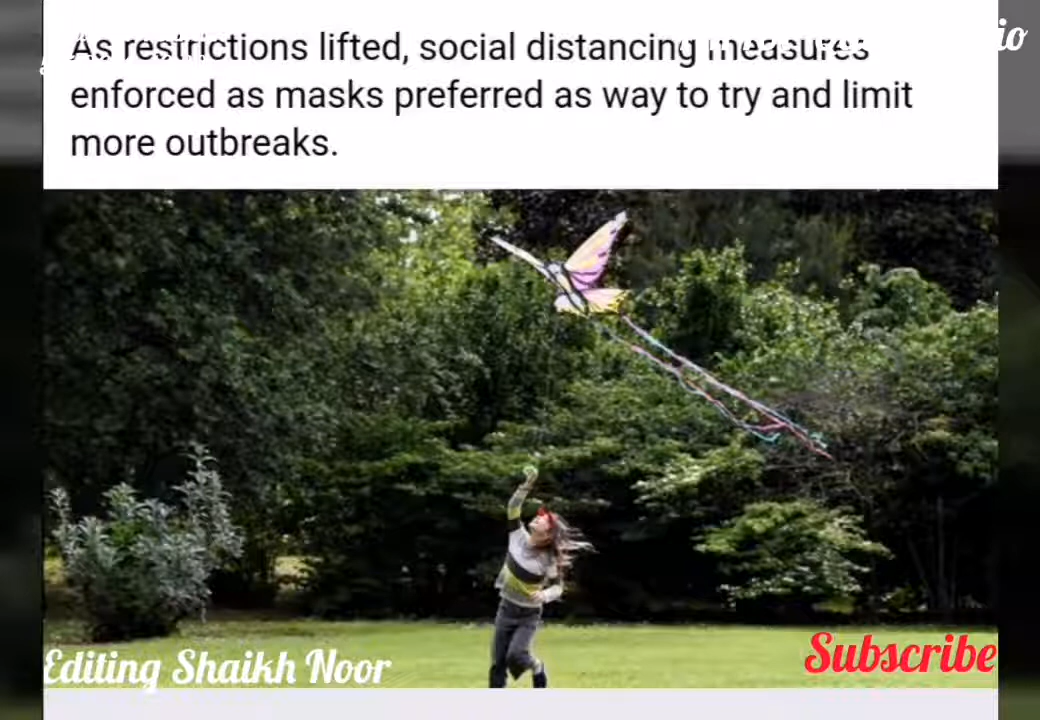 As restrictions lifted, social distancing measures
enforced as masks preferred as way to try and limit
more outbreaks.
Editing Shaikh Noor
Subscribe